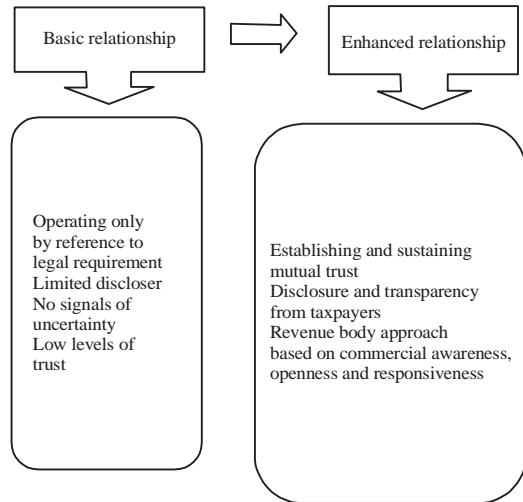 Basic relationship
Enhanced relationship
Operating only
by reference to
legal requirement
Limited discloser
No signals of
uncertainty
Low levels of
trust
Establishing and sustaining
mutual trust
Disclosure and transparency
from taxpayers
Revenue body approach
based on commercial awareness,
openness and responsiveness